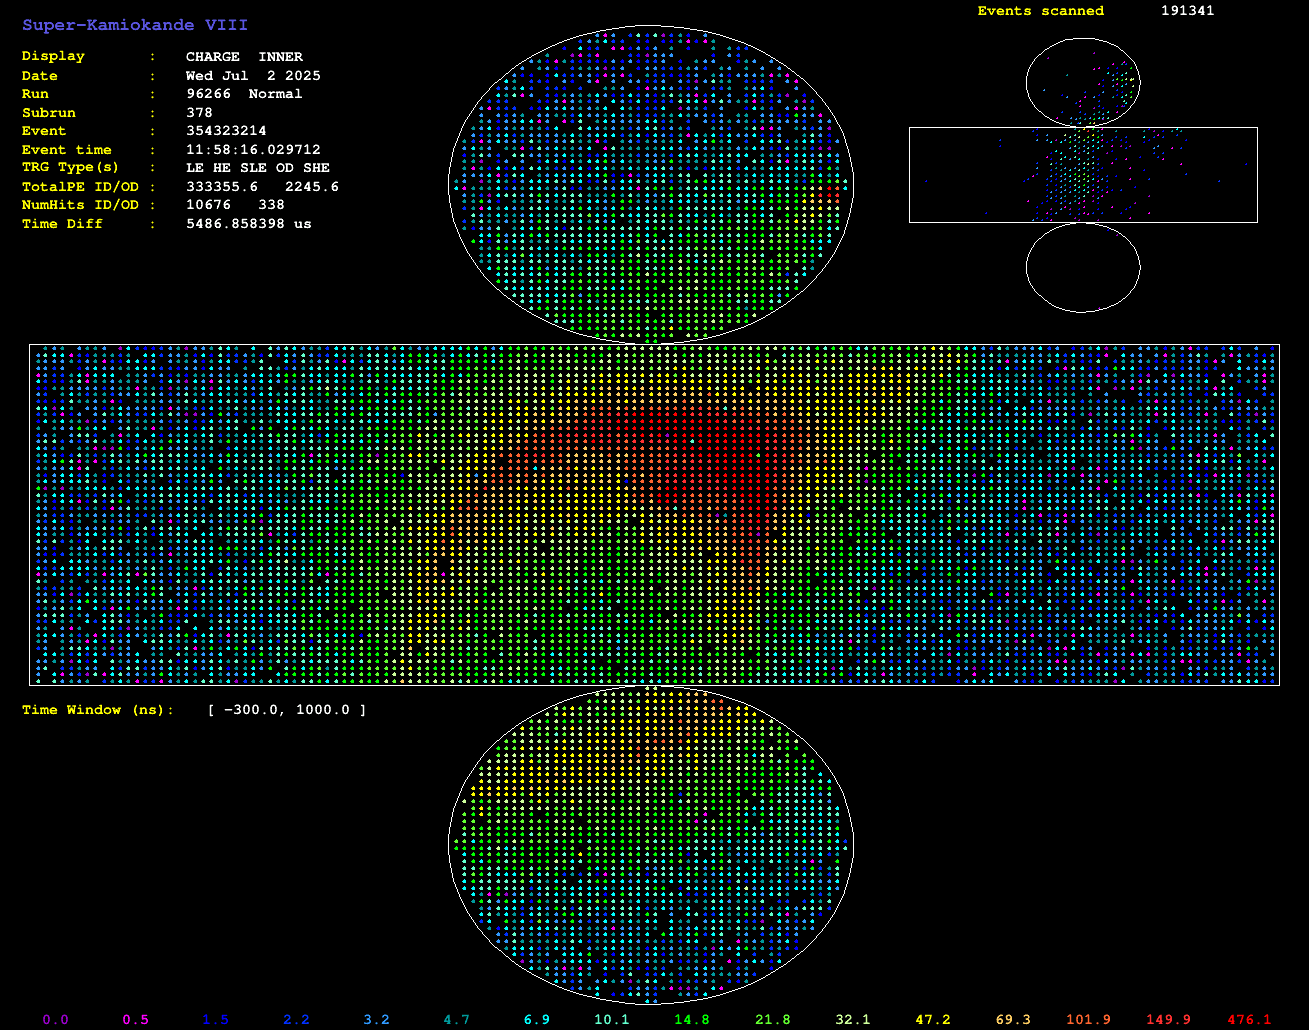 Super-Kamiokande VIII
Display : CHARGE INNER
Date : Wed Jul 2 2025
Run : 96266 Normal
Subrun : 378
Event : 354323214
Event time : 11:58:16.029712
TRG Type(s) : LE HE SLE OD SHE
TotalPE ID/OD : 333355.6 2245.6
NumHits ID/OD : 10676 338
Time Diff : 5486.858398 us
Events scanned 191341
Time Window (ns): [ -300.0, 1000.0 ]
0.0 0.5 1.5 2.2 3.2 4.7 6.9 10.1 14.8 21.8 32.1 47.2 69.3 101.9 149.9 476.1